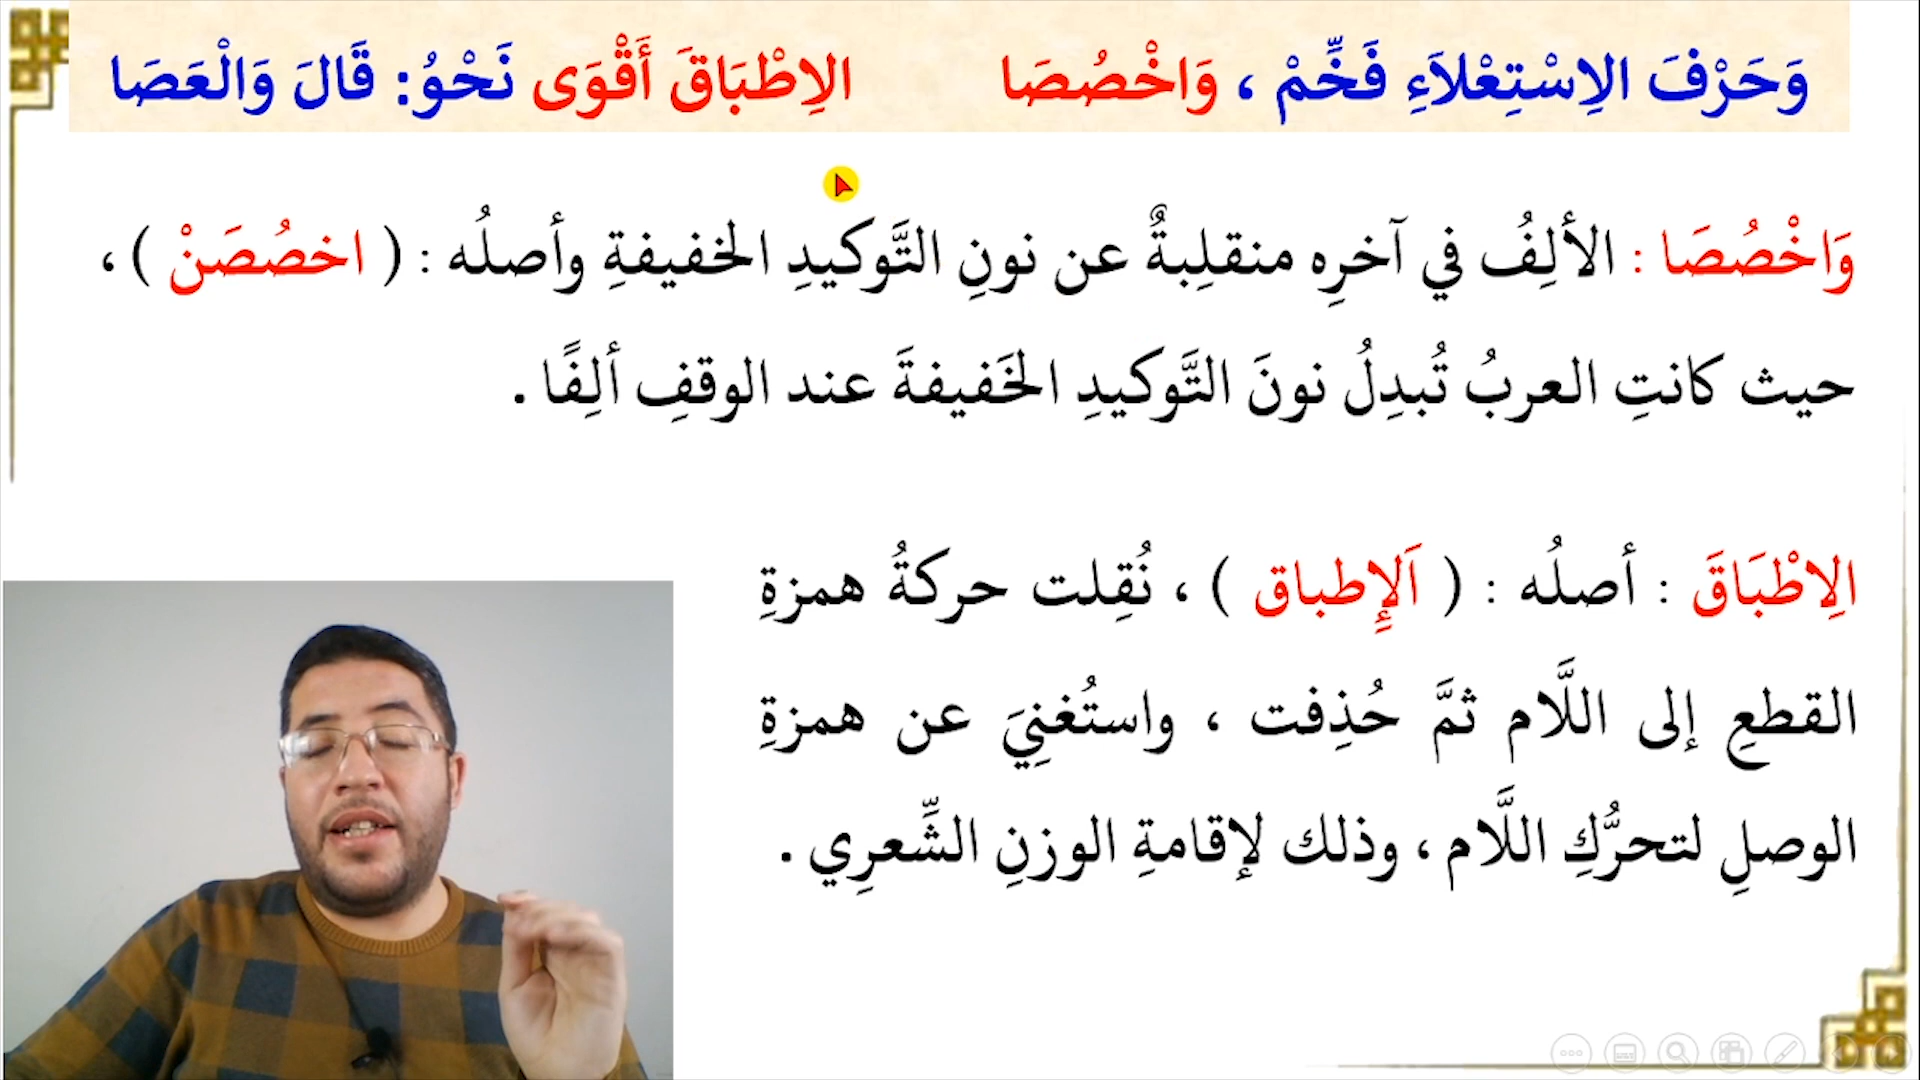 وَحَرْفَ الِاسْتِعْلاَءِ فَخِّمْ ، وَاخْصُصَا الِاطْبَاقَ أَقْوَى نَحْوُ: قَالَ وَالْعَصَا
وَاخْصُصَا : الألِفُ في آخرِه منقلِبةٌ عن نونِ التَّوكيدِ الخفيفةِ وأصلُه : ( اخصُصَنْ ) ،
حيث كانتِ العربُ تُبدِلُ نونَ التَّوكيدِ الخَفيفةَ عند الوقفِ ألِفًا .
الِاطْبَاقَ : أصلُه : ( اَلإِطباق ) ، نُقِلت حركةُ همزةِ
القطعِ إلى اللَّام ثمَّ حُذِفت ، واستُغنِيَ عن همزةِ
الوصلِ لتحرُّكِ اللَّام ، وذلك لإقامةِ الوزنِ الشِّعرِي .